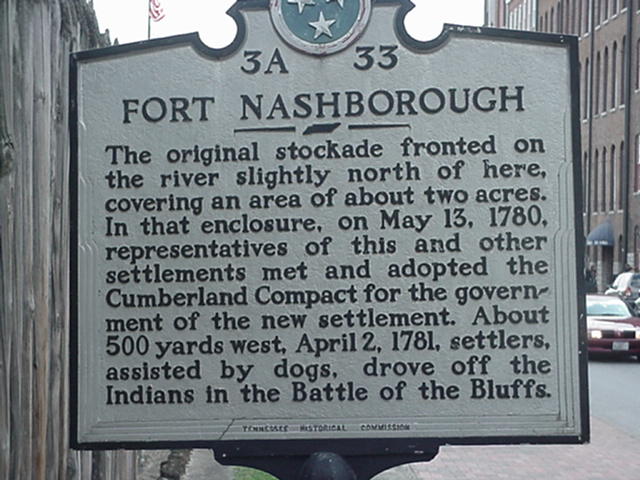 3A 33
FORT NASHBOROUGH
The original stockade fronted on
the river slightly north of here,
covering an area of about two acres.
In that enclosure, on May 13, 1780,
representatives of this and other
settlements met and adopted the
Cumberland Compact for the govern-
ment of the new settlement. About
500 yards west, April 2, 1781, settlers,
assisted by dogs, drove off the
Indians in the Battle of the Bluffs.
TENNESSEE HISTORICAL COMMISSION